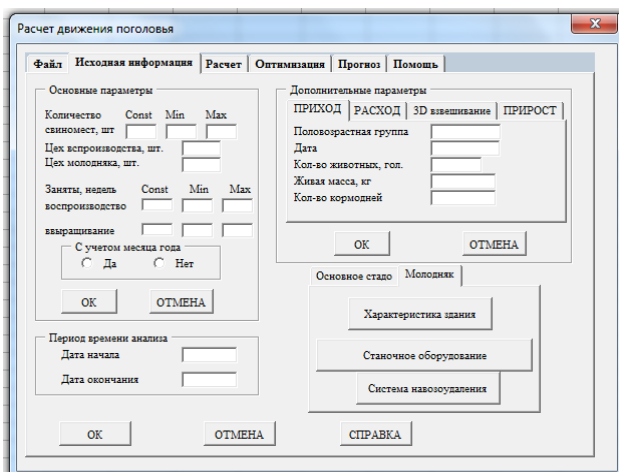 Расчет движения поголовья
Файл Исходная информация Расчет Оптимизация Прогноз Помощь
Основные параметры
Количество Const Min Max
свиномест, шт
Цех вспроизводства, шт.
Цех молодняка, шт.
Заняты, недель Const Min Max
воспроизводство
ввыращивание
С учетом месяца года
Да Нет
ОК ОТМЕНА
Период времени анализа
Дата начала
Дата окончания
Дополнительные параметры
ПРИХОД РАСХОД 3D взвешивание ПРИРОСТ
Половозрастная группа
Дата
Кол-во животных, гол.
Живая масса, кг
Кол-во кормодней
ОК ОТМЕНА
Основное стадо Молодняк
Характеристика здания
Станочное оборудование
Система навозоудаления
ОК ОТМЕНА СПРАВКА